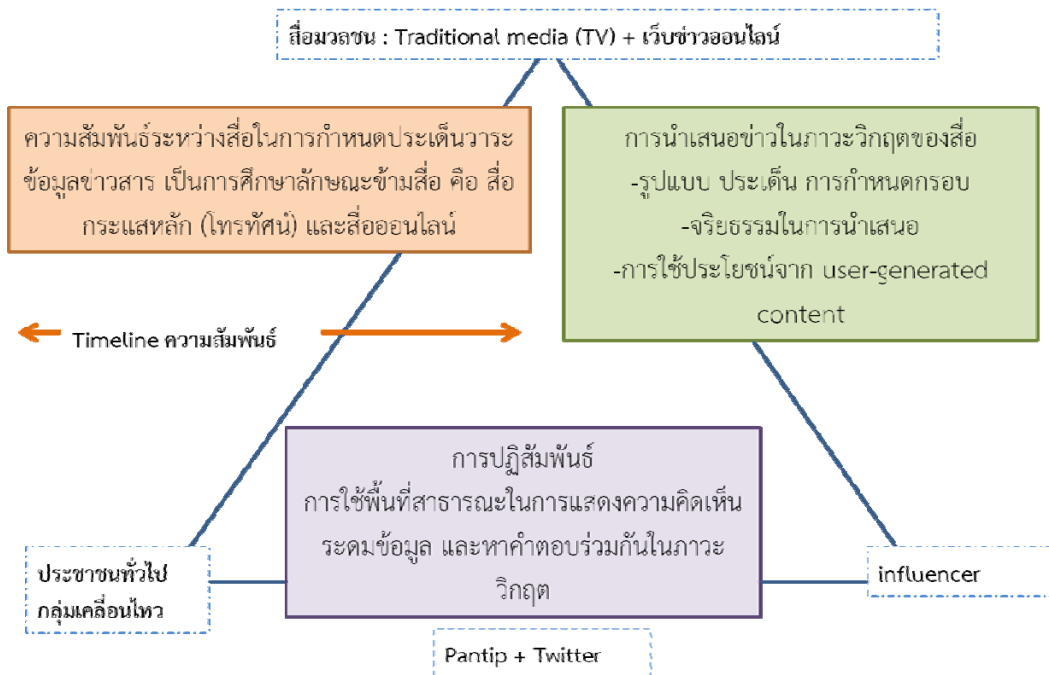 สื่อมวลชน : Traditional media (TV) + เว็บข่าวออนไลน์
ความสัมพันธ์ระหว่างสื่อในการกำหนดประเด็นวาระ
ข้อมูลข่าวสาร เป็นการศึกษาลักษณะข้ามสื่อ คือ สื่อ
กระแสหลัก (โทรทัศน์) และสื่อออนไลน์
การนำเสนอข่าวในภาวะวิกฤตของสื่อ
-รูปแบบ ประเด็น การกำหนดกรอบ
-จริยธรรมในการนำเสนอ
-การใช้ประโยชน์จาก user-generated
content
Timeline ความสัมพันธ์
การปฏิสัมพันธ์
การใช้พื้นที่สาธารณะในการแสดงความคิดเห็น
ระดมข้อมูล และหาคำตอบร่วมกันในภาวะ
วิกฤต
ประชาชนทั่วไป
กลุ่มเคลื่อนไหว
influencer
Pantip + Twitter